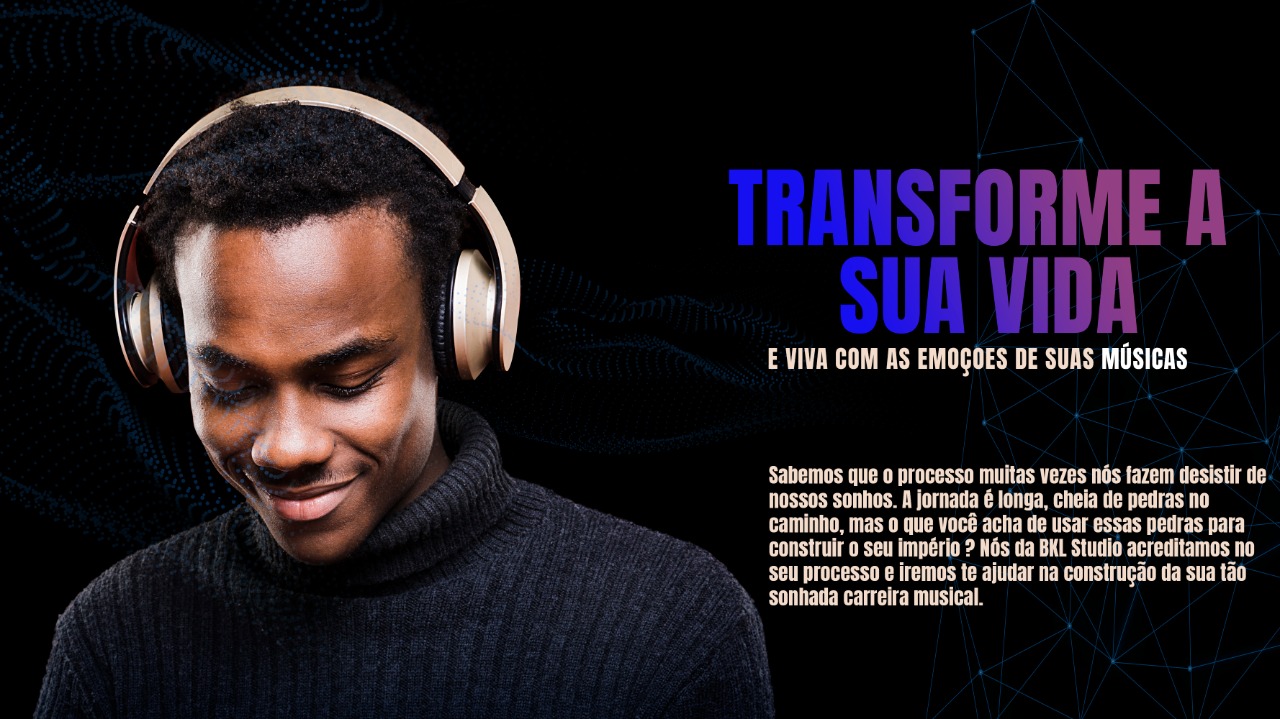 TRANSFORME A
SUA VIDA
E VIVA COM AS EMOÇOES DE SUAS MÚSICAS
Sabemos que o processo muitas vezes nós fazem desistir de
nossos sonhos. A jornada é longa, cheia de pedras no
caminho, mas o que você acha de usar essas pedras para
construir o seu império ? Nós da BKL Studio acreditamos no
seu processo e iremos te ajudar na construção da sua tão
sonhada carreira musical.